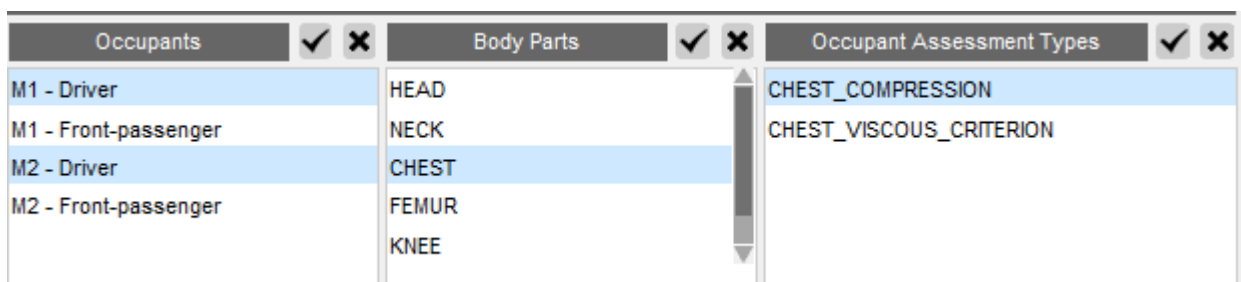 Occupants
M1 - Driver
M1 - Front-passenger
M2 - Driver
M2 - Front-passenger
Body Parts
HEAD
NECK
CHEST
FEMUR
KNEE
Occupant Assessment Types
CHEST_COMPRESSION
CHEST_VISCOUS_CRITERION